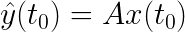 ŷ(t₀) = Ax(t₀)